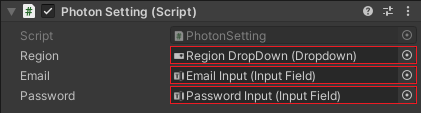 Photon Setting (Script)
Script PhotonSetting
Region Region DropDown (Dropdown)
Email Email Input (Input Field)
Password Password Input (Input Field)